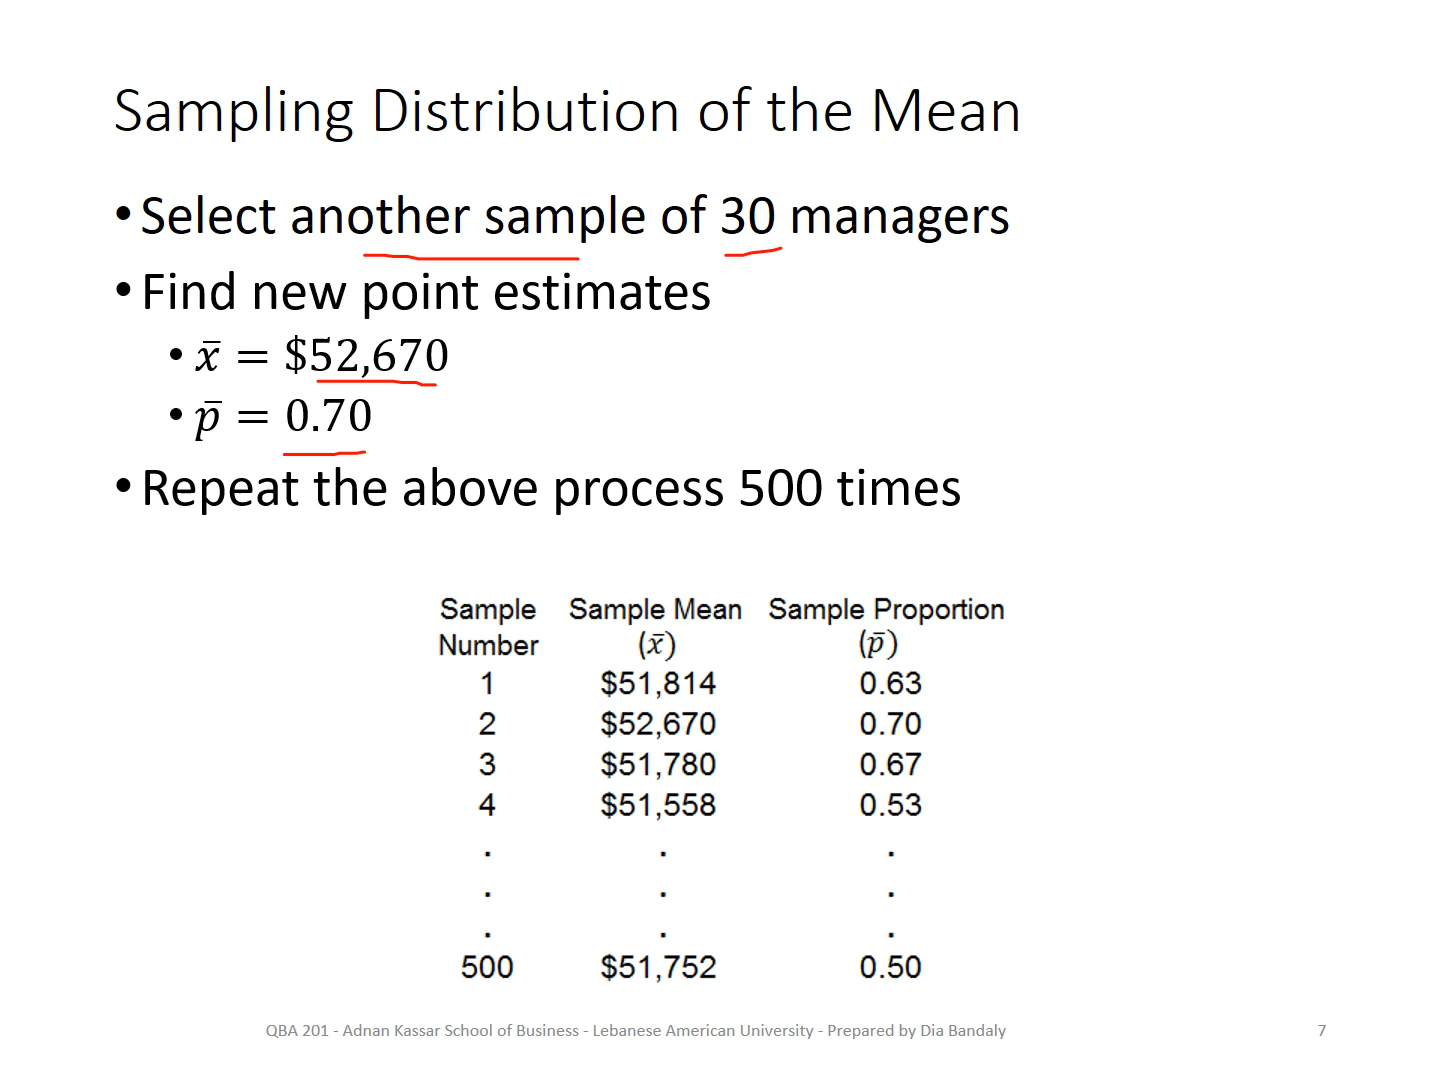 Sampling Distribution of the Mean
• Select another sample of 30 managers
• Find new point estimates
• x̄ = $52,670
• p̄ = 0.70
• Repeat the above process 500 times
Sample Number Sample Mean (x̄) Sample Proportion (p̄)
1 $51,814 0.63
2 $52,670 0.70
3 $51,780 0.67
4 $51,558 0.53
. . .
. . .
. . .
500 $51,752 0.50
QBA 201 - Adnan Kassar School of Business - Lebanese American University - Prepared by Dia Bandaly 7